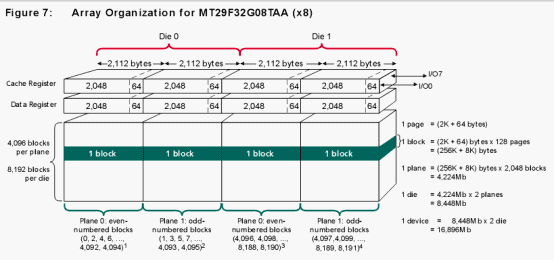 Figure 7: Array Organization for MT29F32G08TAA (x8)
Die 0 Die 1
2,112 bytes 2,112 bytes 2,112 bytes 2,112 bytes
I/O7
I/O0
Cache Register 2,048 64 2,048 64 2,048 64 2,048 64
Data Register 2,048 64 2,048 64 2,048 64 2,048 64
4,096 blocks
per plane
8,192 blocks
per die
1 block 1 block 1 block 1 block
1 page = (2K + 64 bytes)
1 block = (2K + 64) bytes x 128 pages
= (256K + 8K) bytes
1 plane = (256K + 8K) bytes x 2,048 blocks
= 4,224Mb
1 die = 4,224Mb x 2 planes
= 8,448Mb
1 device = 8,448Mb x 2 die
= 16,896Mb
Plane 0: even-
numbered blocks
(0, 2, 4, 6, ...,
4,092, 4,094)1
Plane 1: odd-
numbered blocks
(1, 3, 5, 7, ...,
4,093, 4,095)2
Plane 0: even-
numbered blocks
(4,096, 4,098, ...,
8,188, 8,190)3
Plane 1: odd-
numbered blocks
(4,097,4,099, ...,
8,189, 8,191)4